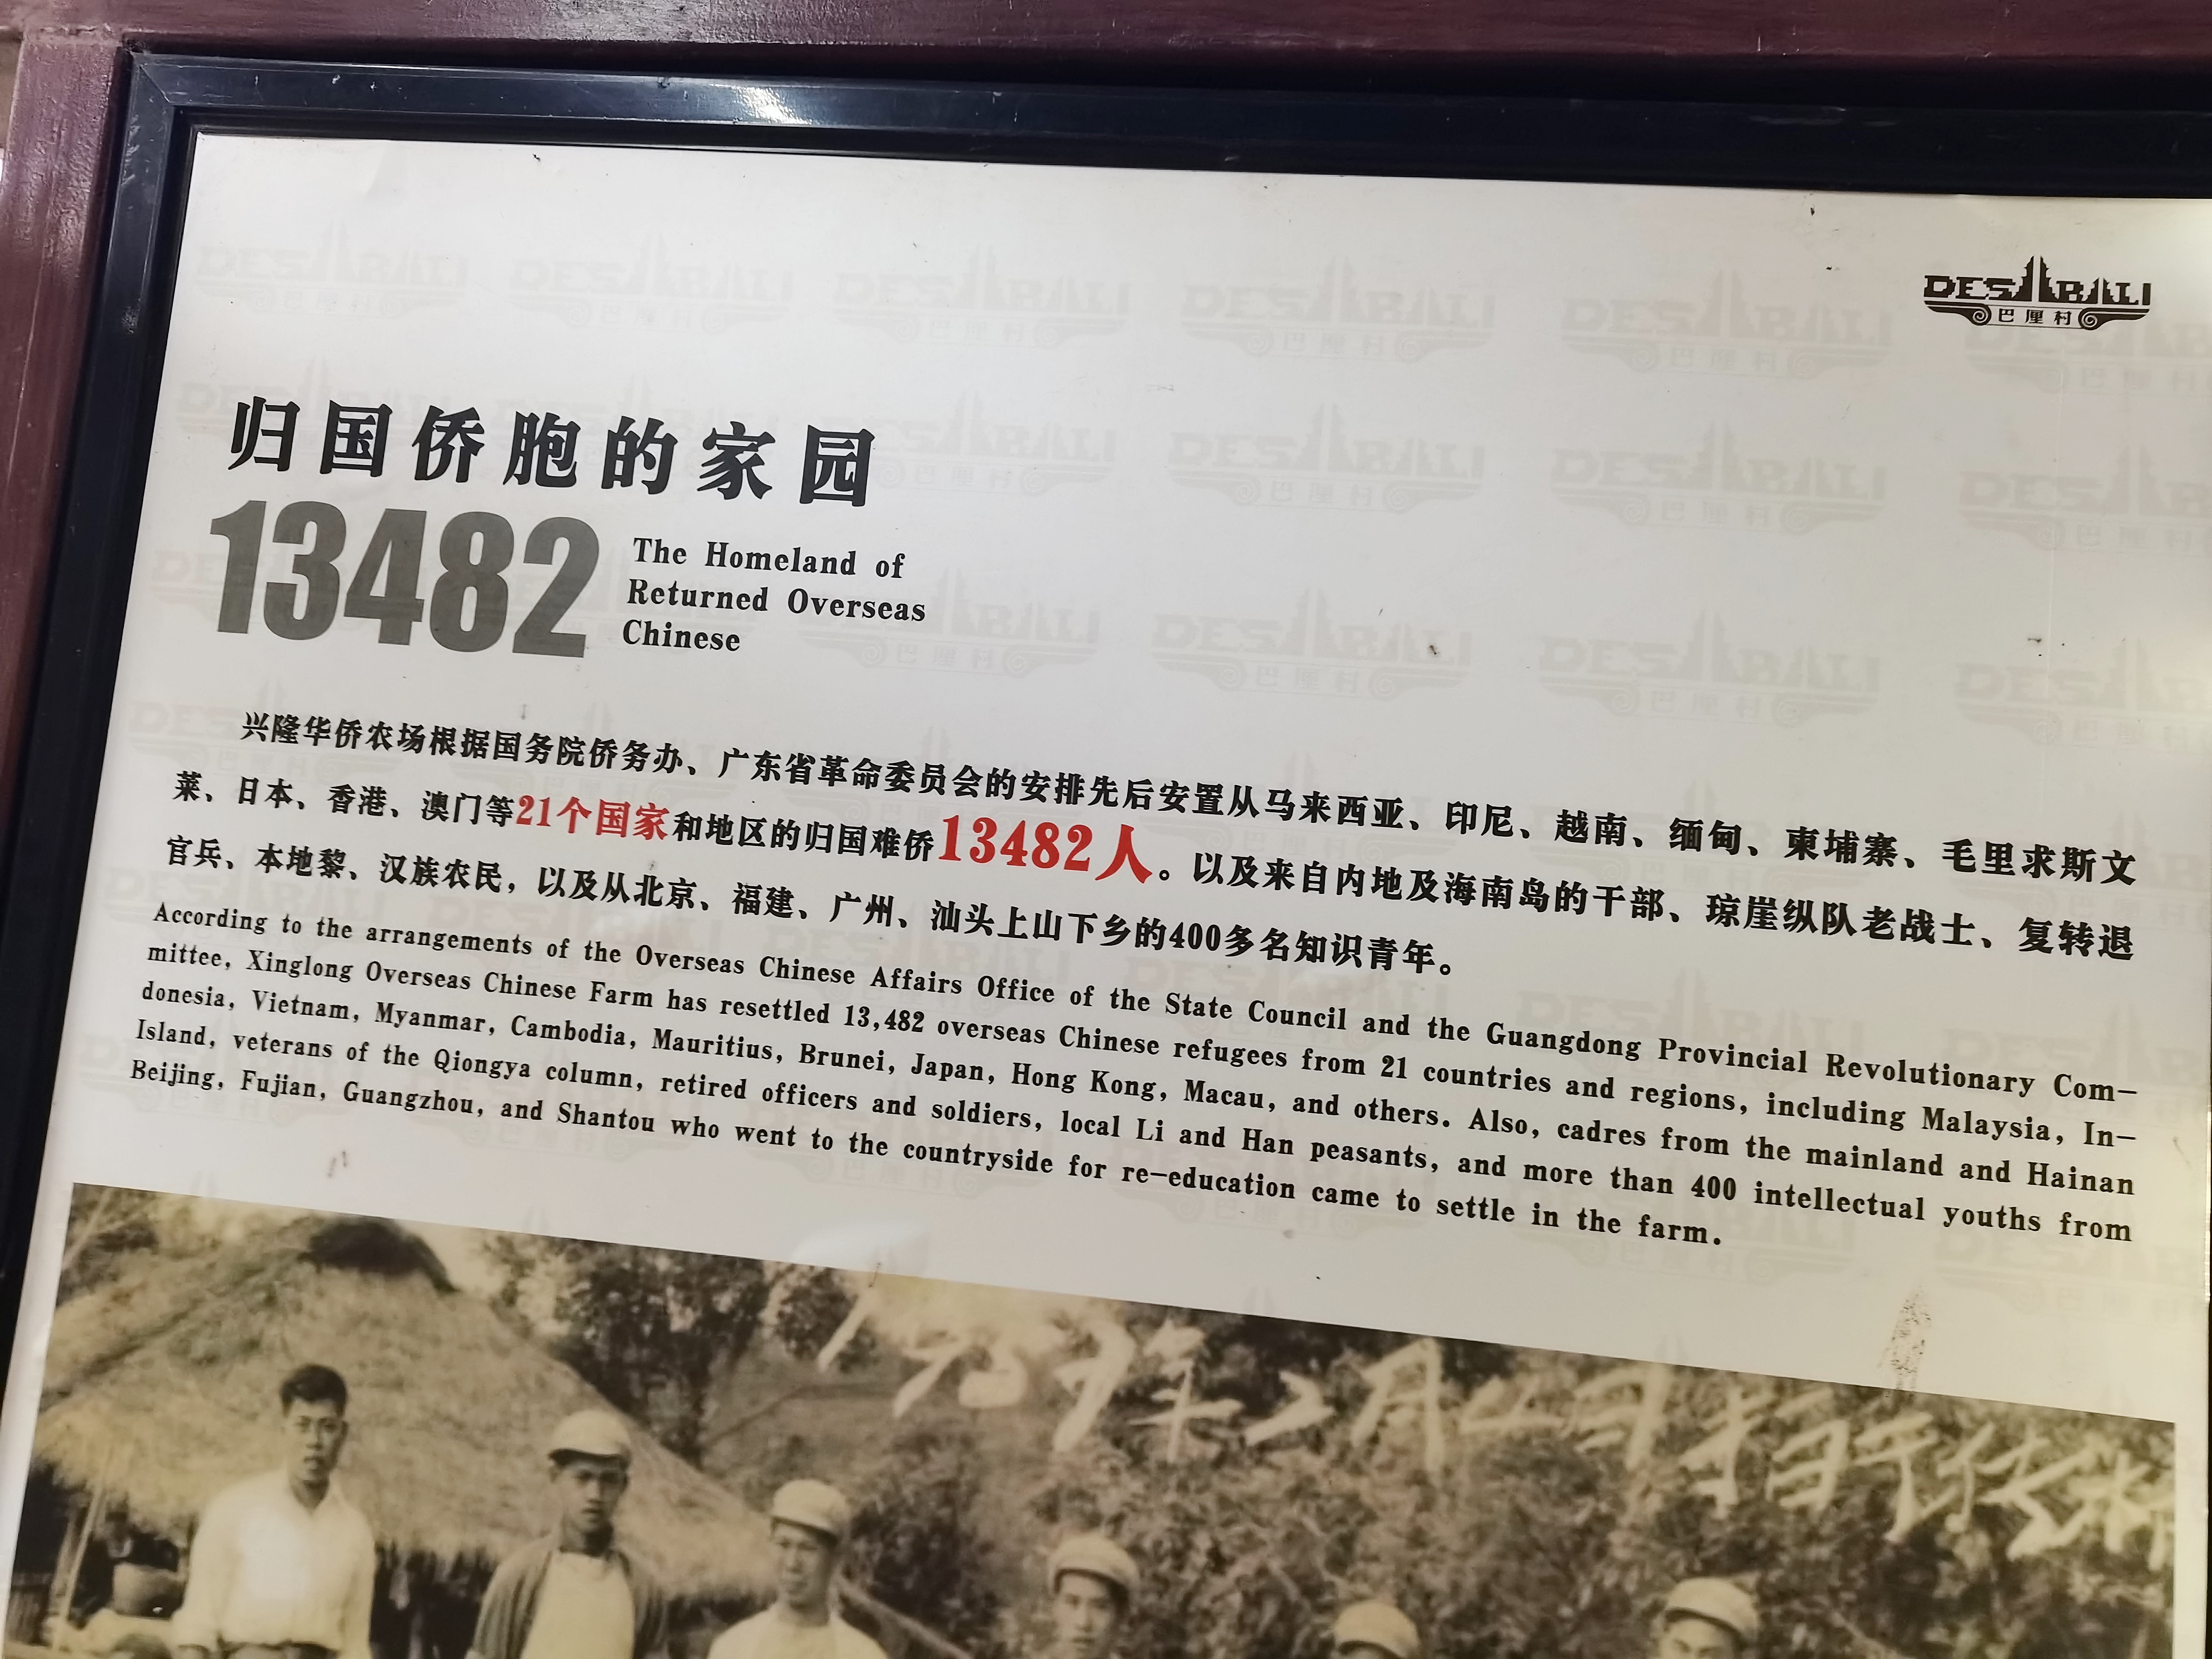 DESA BALI
巴厘村
归国侨胞的家园
13482
The Homeland of
Returned Overseas
Chinese
兴隆华侨农场根据国务院侨务办、广东省革命委员会的安排先后安置从马来西亚、印尼、越南、缅甸、柬埔寨、毛里求斯文
莱、日本、香港、澳门等21个国家和地区的归国难侨13482人。以及来自内地及海南岛的干部、琼崖纵队老战士、复转退
官兵、本地黎、汉族农民，以及从北京、福建、广州、汕头上山下乡的400多名知识青年。
According to the arrangements of the Overseas Chinese Affairs Office of the State Council and the Guangdong Provincial Revolutionary Com-
mittee, Xinglong Overseas Chinese Farm has resettled 13,482 overseas Chinese refugees from 21 countries and regions, including Malaysia, In-
donesia, Vietnam, Myanmar, Cambodia, Mauritius, Brunei, Japan, Hong Kong, Macau, and others. Also, cadres from the mainland and Hainan
Island, veterans of the Qiongya column, retired officers and soldiers, local Li and Han peasants, and more than 400 intellectual youths from
Beijing, Fujian, Guangzhou, and Shantou who went to the countryside for re-education came to settle in the farm.